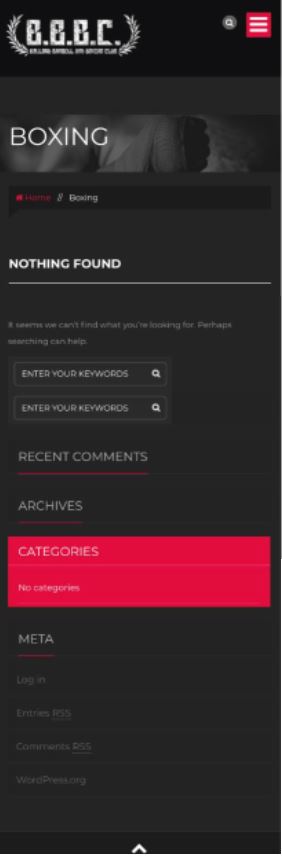 B.B.B.C.
BOXING
Home // Boxing
NOTHING FOUND
It seems we can't find what you're looking for. Perhaps
searching can help.
ENTER YOUR KEYWORDS
ENTER YOUR KEYWORDS
RECENT COMMENTS
ARCHIVES
CATEGORIES
No categories
META
Log in
Entries RSS
Comments RSS
WordPress.org